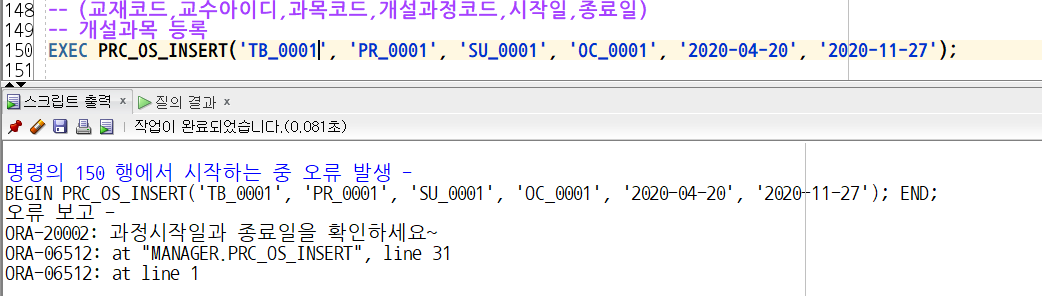 148 -- (교재코드,교수아이디,과목코드,개설과정코드,시작일,종료일)
149 -- 개설과목 등록
150 EXEC PRC_OS_INSERT('TB_0001', 'PR_0001', 'SU_0001', 'OC_0001', '2020-04-20', '2020-11-27');
151
스크립트 출력 x 질의 결과 x
작업이 완료되었습니다.(0,081초)
명령의 150 행에서 시작하는 중 오류 발생 -
BEGIN PRC_OS_INSERT('TB_0001', 'PR_0001', 'SU_0001', 'OC_0001', '2020-04-20', '2020-11-27'); END;
오류 보고 -
ORA-20002: 과정시작일과 종료일을 확인하세요~
ORA-06512: at "MANAGER.PRC_OS_INSERT", line 31
ORA-06512: at line 1